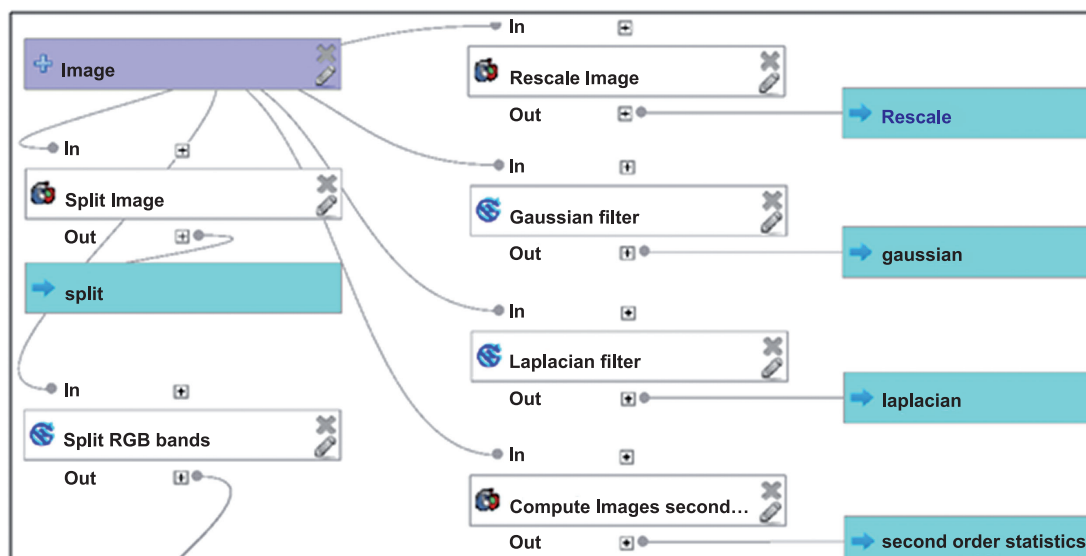 Image
In
Split Image
Out
split
In
Split RGB bands
Out
In
Rescale Image
Out
Rescale
In
Gaussian filter
Out
gaussian
In
Laplacian filter
Out
laplacian
In
Compute Images second...
Out
second order statistics